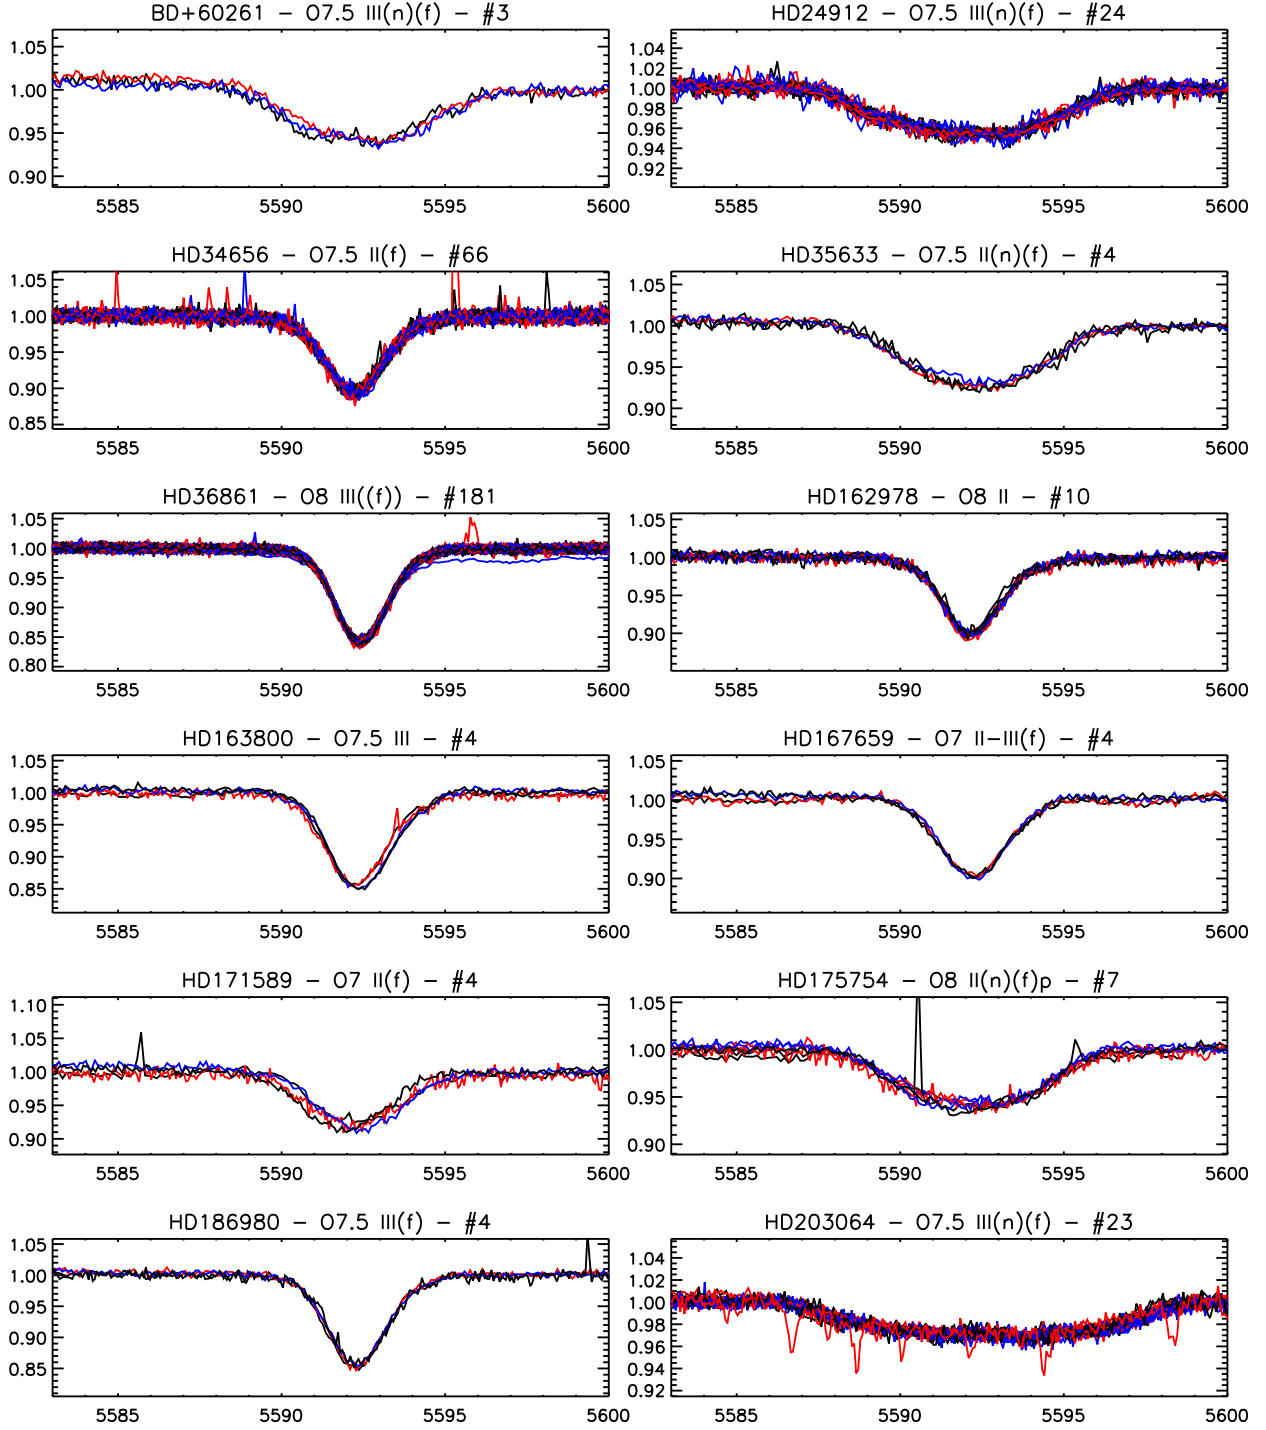 BD+60261 − O7.5 III(n)(f) − #3
HD24912 − O7.5 III(n)(f) − #24
1.05
1.00
0.95
0.90
5585 5590 5595 5600
1.04
1.02
1.00
0.98
0.96
0.94
0.92
5585 5590 5595 5600
HD34656 − O7.5 II(f) − #66
HD35633 − O7.5 II(n)(f) − #4
1.05
1.00
0.95
0.90
0.85
5585 5590 5595 5600
1.05
1.00
0.95
0.90
5585 5590 5595 5600
HD36861 − O8 III((f)) − #181
HD162978 − O8 II − #10
1.05
1.00
0.95
0.90
0.85
0.80
5585 5590 5595 5600
1.05
1.00
0.95
0.90
5585 5590 5595 5600
HD163800 − O7.5 III − #4
HD167659 − O7 II−III(f) − #4
1.05
1.00
0.95
0.90
0.85
5585 5590 5595 5600
1.05
1.00
0.95
0.90
5585 5590 5595 5600
HD171589 − O7 II(f) − #4
HD175754 − O8 II(n)(f)p − #7
1.10
1.05
1.00
0.95
0.90
5585 5590 5595 5600
1.05
1.00
0.95
0.90
5585 5590 5595 5600
HD186980 − O7.5 III(f) − #4
HD203064 − O7.5 III(n)(f) − #23
1.05
1.00
0.95
0.90
0.85
5585 5590 5595 5600
1.04
1.02
1.00
0.98
0.96
0.94
0.92
5585 5590 5595 5600